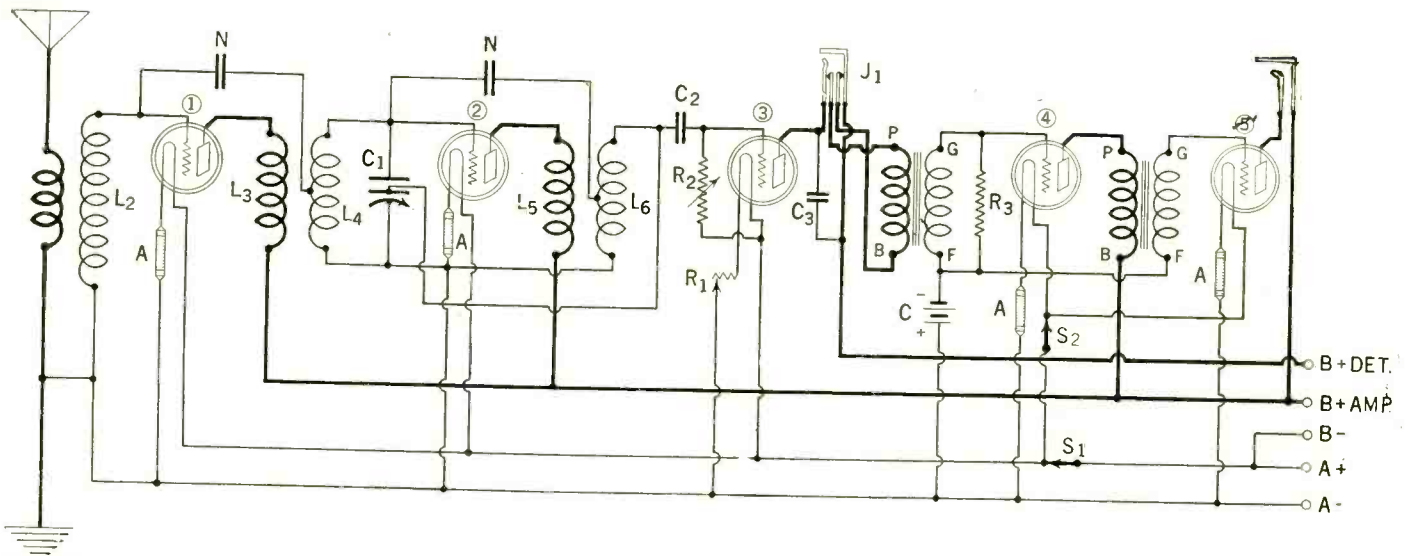 N
N
J1
①
②
C2
③
④
⑤
C1
P
G
P
G
L2
L3
L4
L5
L6
R2
C3
R3
A
A
B
F
B
F
R1
-
C
+
A
A
S2
B+DET.
B+AMP.
B-
S1
A+
A-